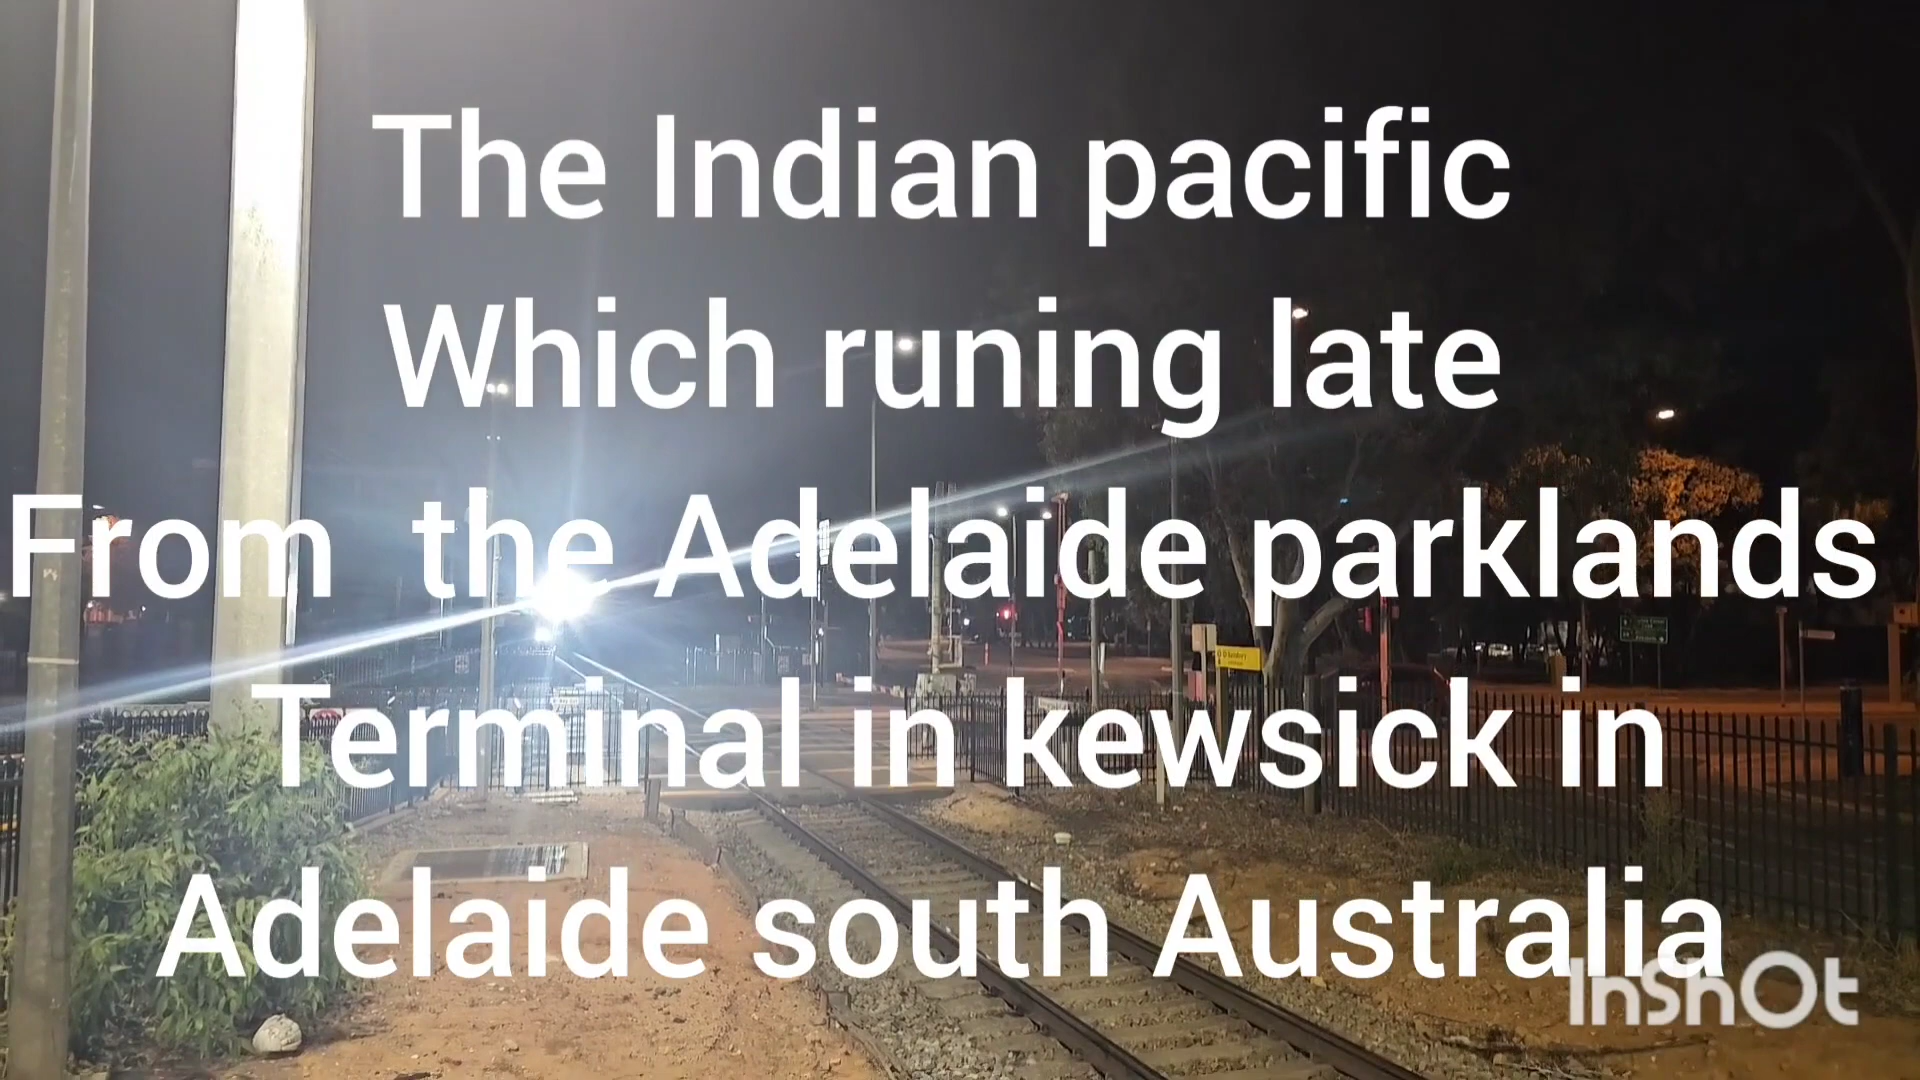 The Indian pacific
Which runing late
From the Adelaide parklands
Terminal in kewsick in
Adelaide south Australia
InShOt